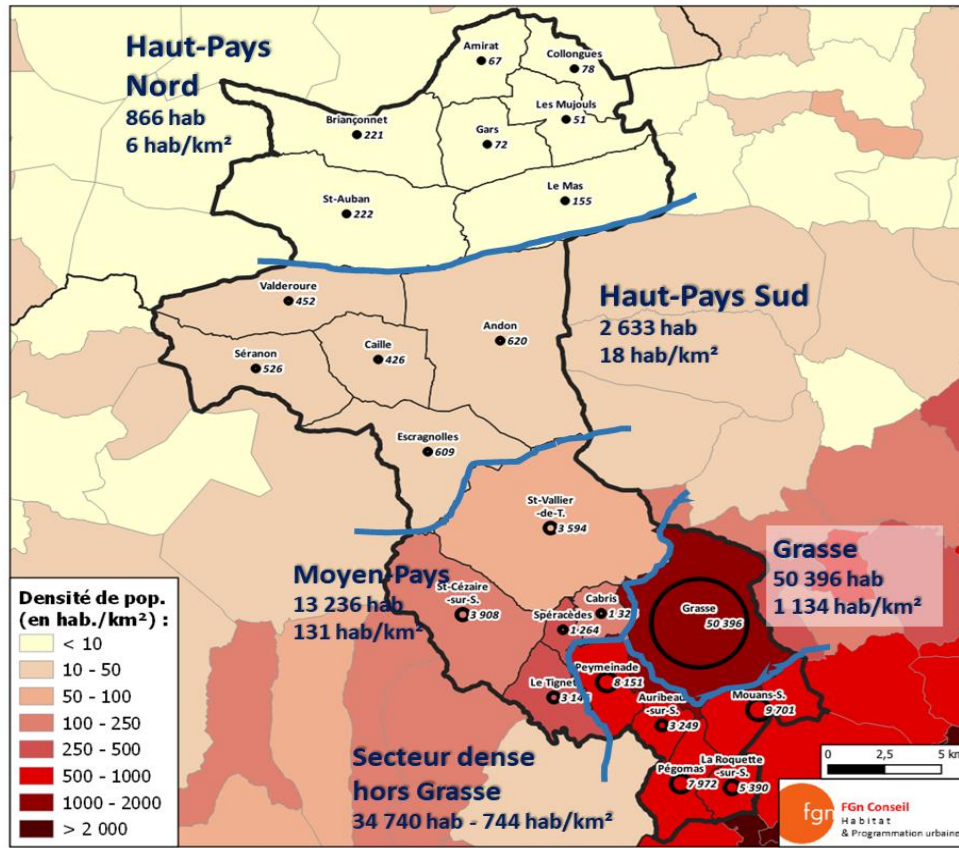 Haut-Pays
Nord
866 hab
6 hab/km²
Amirat
67
Collongues
78
Les Mujouls
51
Briançonnet
221
Gars
72
St-Auban
222
Le Mas
155
Haut-Pays Sud
2 633 hab
18 hab/km²
Valderoure
452
Andon
620
Caille
426
Séranon
526
Escragnolles
609
St-Vallier
-de-T.
3 594
Grasse
50 396 hab
1 134 hab/km²
Moyen-Pays
13 236 hab
131 hab/km²
St-Cézaire
-sur-S.
3 908
Cabris
1 32
Spéracèdes
1 264
Grasse
50 396
Le Tignet
3 14
Peymeinade
8 151
Auribeau
-sur-S.
3 249
Mouans-S.
9 701
Pégomas
7 972
La Roquette
-sur-S.
5 390
Secteur dense
hors Grasse
34 740 hab - 744 hab/km²
Densité de pop.
(en hab./km²) :
< 10
10 - 50
50 - 100
100 - 250
250 - 500
500 - 1000
1000 - 2000
> 2 000
0 2,5 5 km
fgn
FGn Conseil
Habitat
& Programmation urbaine